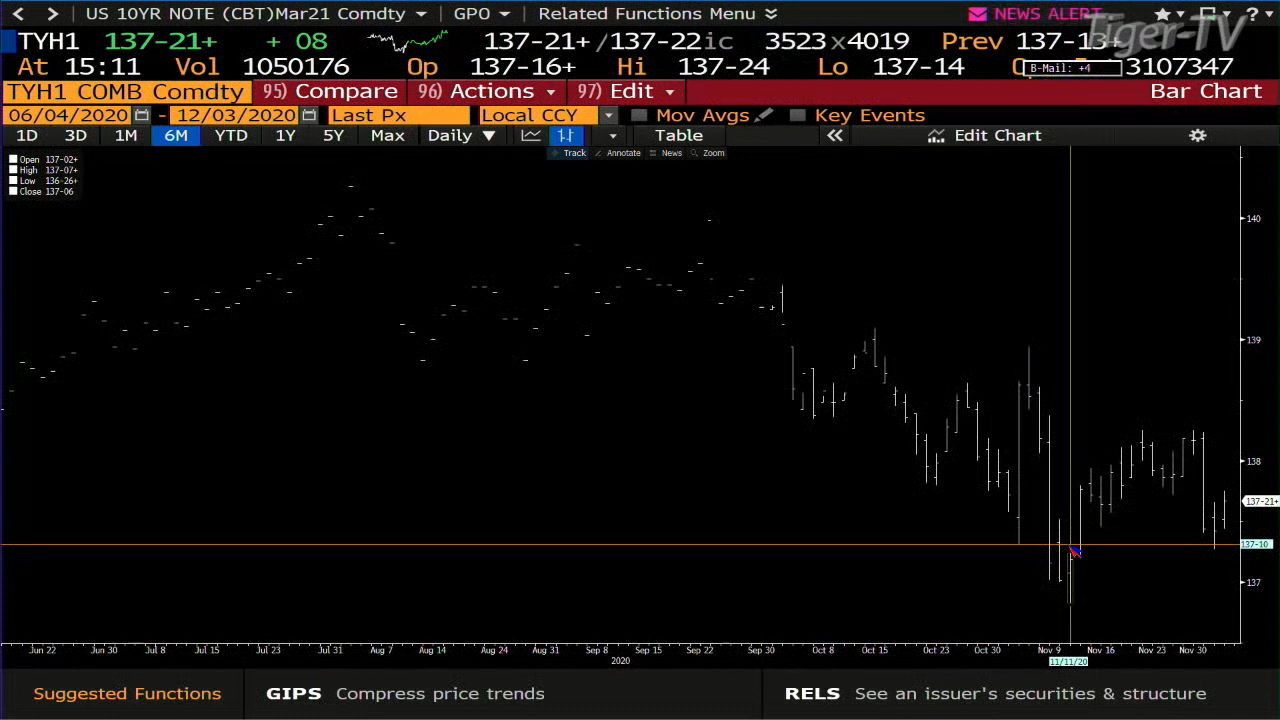 US 10YR NOTE (CBT)Mar21 Comdty GPO Related Functions Menu NEWS ALERT ?
Tiger-TV
TYH1 137-21+ + 08 137-21+/137-22ic 3523x4019 Prev 137-13+
At 15:11 Vol 1050176 Op 137-16+ Hi 137-24 Lo 137-14 3107347
B-Mail: +4
TYH1 COMB Comdty 95) Compare 96) Actions 97) Edit Bar Chart
06/04/2020 - 12/03/2020 Last Px Local CCY Mov Avgs Key Events
1D 3D 1M 6M YTD 1Y 5Y Max Daily Table Edit Chart
Track Annotate News Zoom
Open 137-02+
High 137-07+
Low 136-26+
Close 137-06
140
139
138
137-21+
137-10
137
Jun 22 Jun 30 Jul 8 Jul 15 Jul 23 Jul 31 Aug 7 Aug 14 Aug 24 Aug 31 Sep 8 Sep 15 Sep 22 Sep 30 Oct 8 Oct 15 Oct 23 Oct 30 Nov 9 Nov 16 Nov 23 Nov 30
2020
11/11/20
Suggested Functions GIPS Compress price trends RELS See an issuer's securities & structure